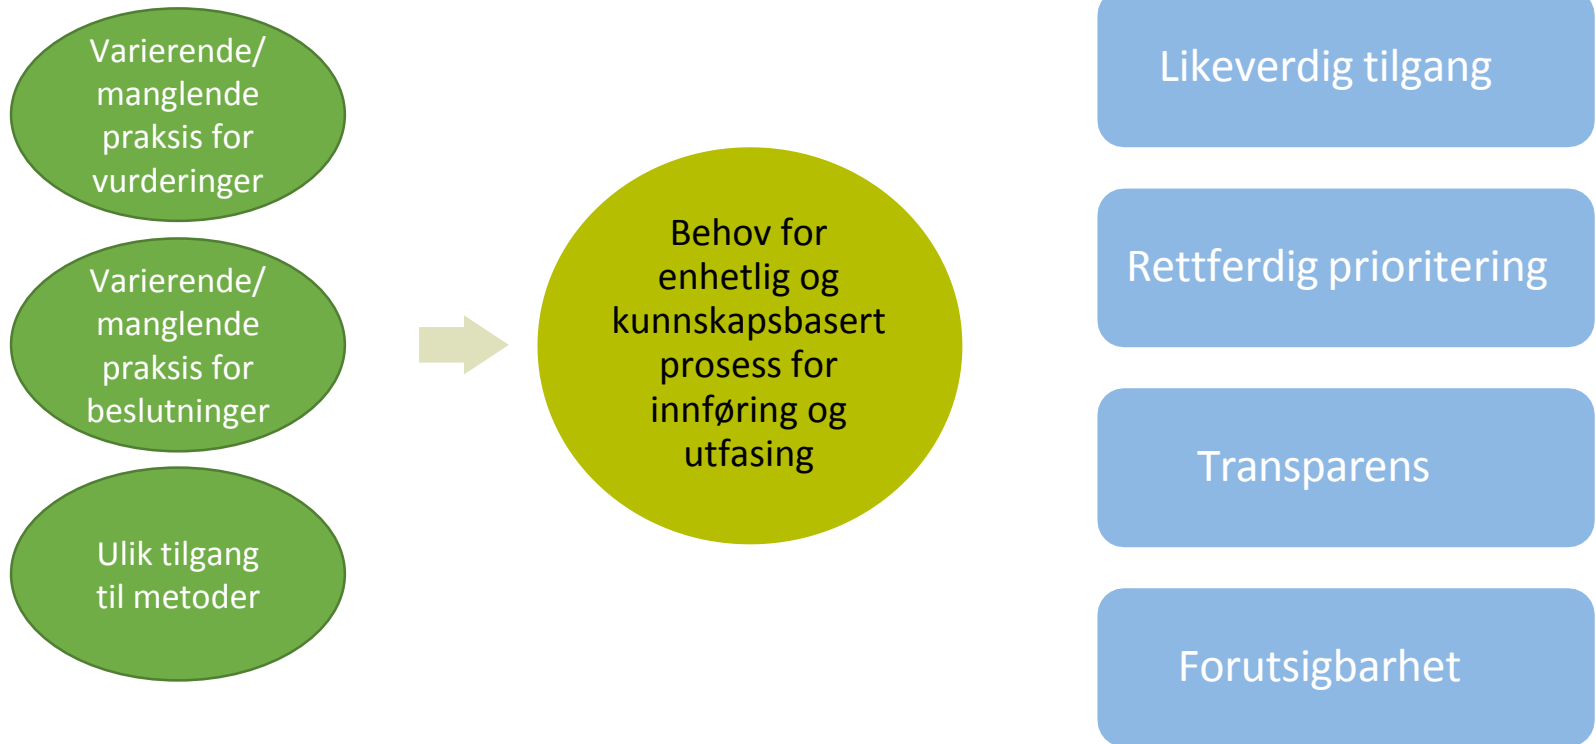 Varierende/
manglende
praksis for
vurderinger
Varierende/
manglende
praksis for
beslutninger
Ulik tilgang
til metoder
Behov for
enhetlig og
kunnskapsbasert
prosess for
innføring og
utfasing
Likeverdig tilgang
Rettferdig prioritering
Transparens
Forutsigbarhet